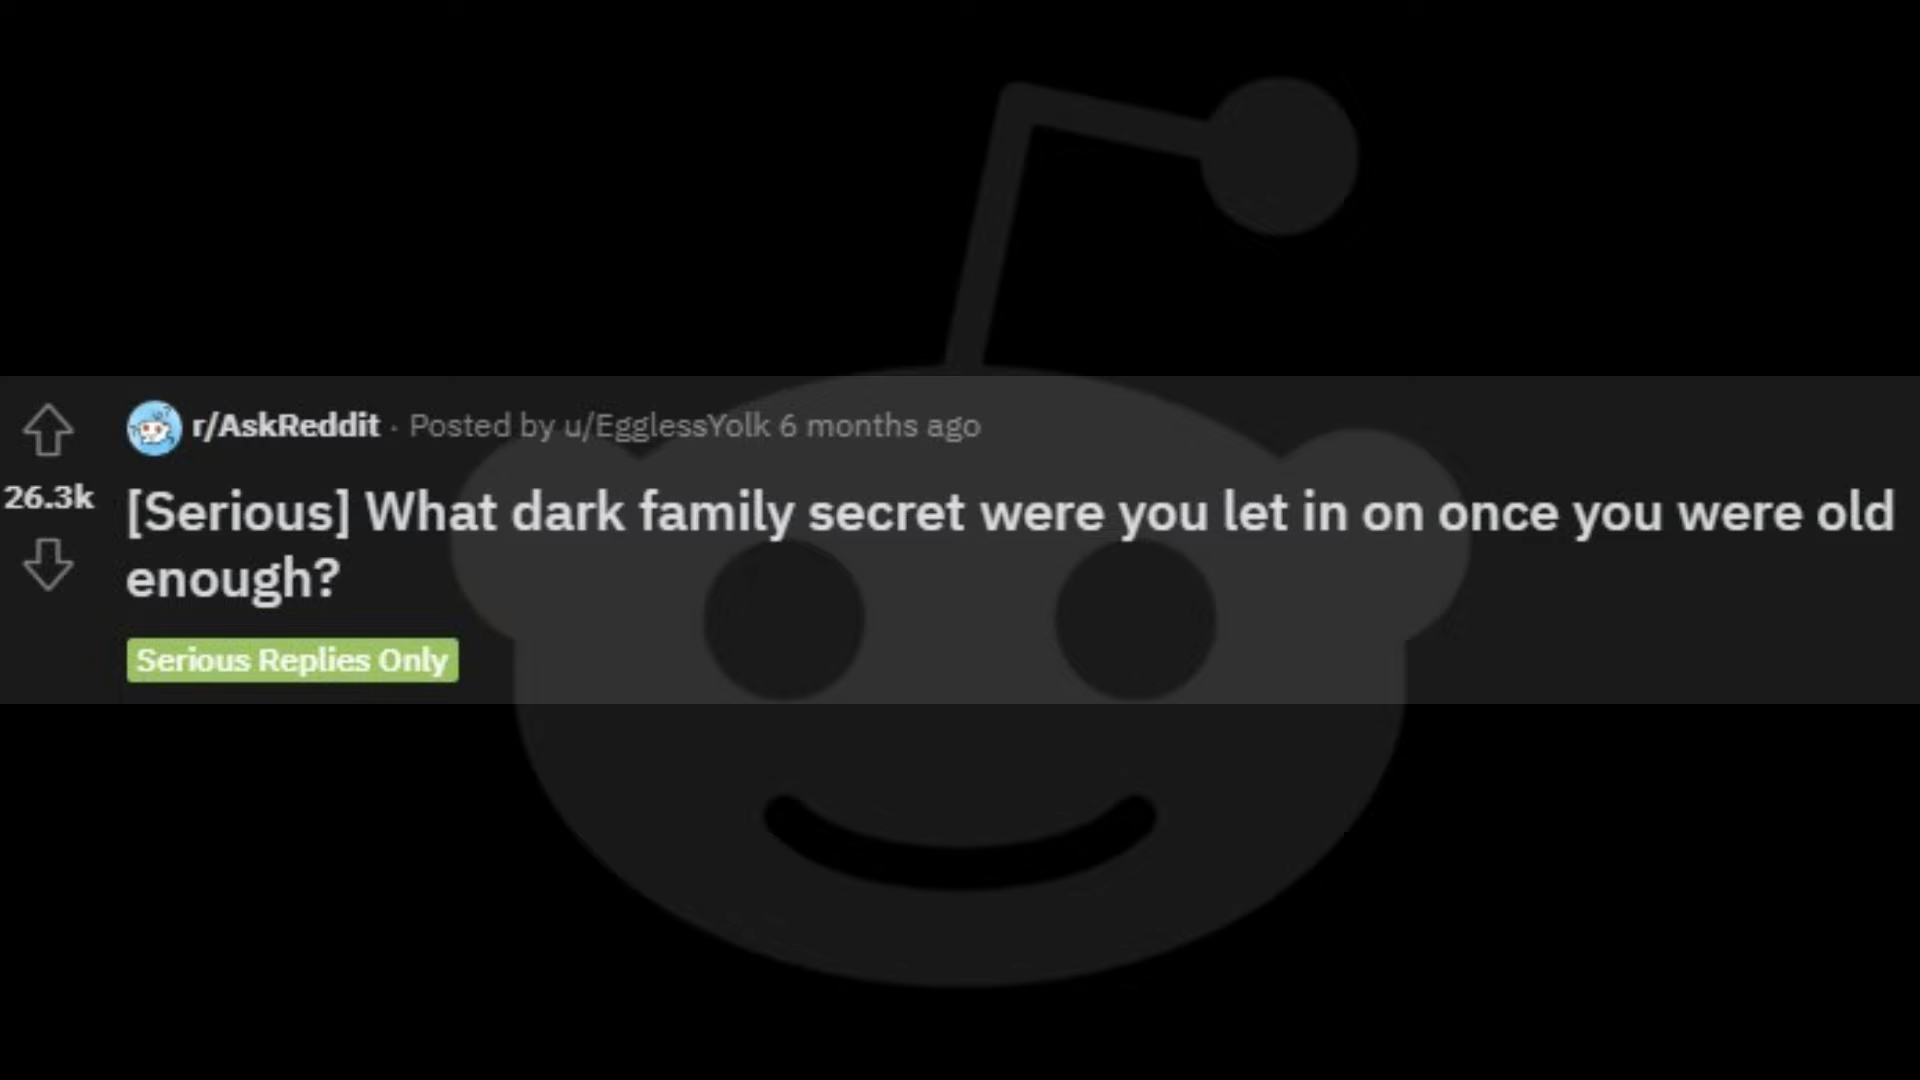 r/AskReddit · Posted by u/EgglessYolk 6 months ago
26.3k
[Serious] What dark family secret were you let in on once you were old
enough?
Serious Replies Only